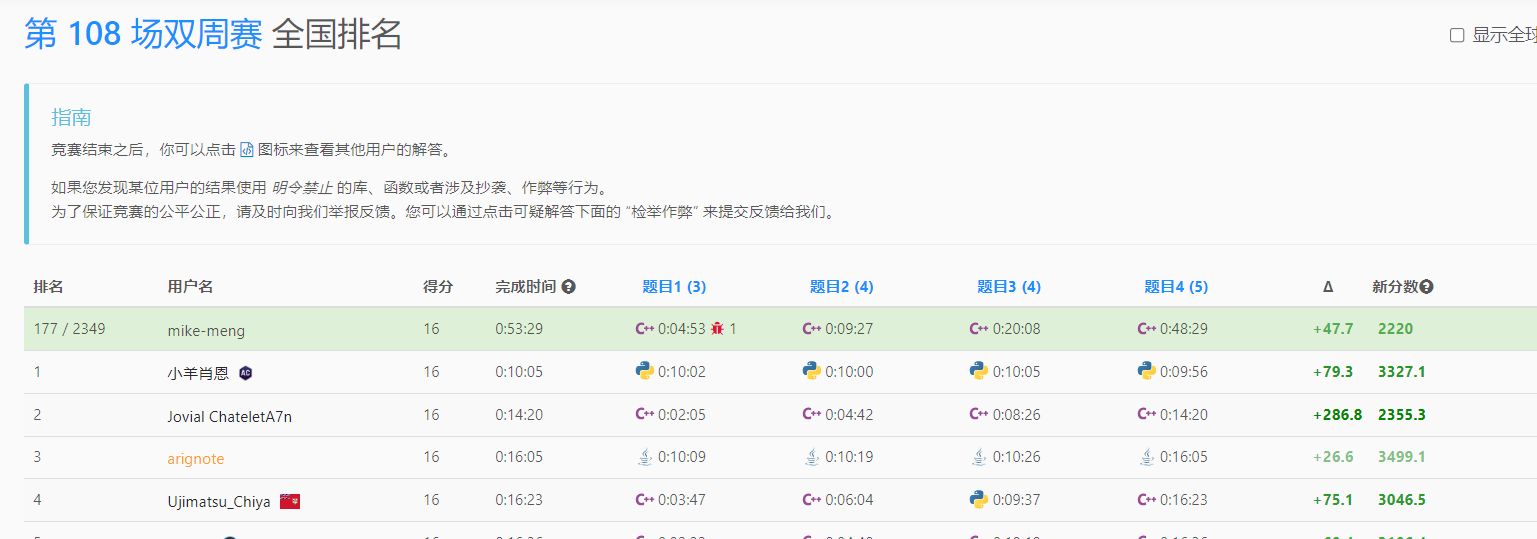 第 108 场双周赛 全国排名
显示全球
指南
竞赛结束之后，你可以点击 图标来查看其他用户的解答。
如果您发现某位用户的结果使用 明令禁止 的库、函数或者涉及抄袭、作弊等行为。
为了保证竞赛的公平公正，请及时向我们举报反馈。您可以通过点击可疑解答下面的 “检举作弊” 来提交反馈给我们。
排名 用户名 得分 完成时间 题目1 (3) 题目2 (4) 题目3 (4) 题目4 (5) Δ 新分数
177 / 2349 mike-meng 16 0:53:29 C++ 0:04:53 1 C++ 0:09:27 C++ 0:20:08 C++ 0:48:29 +47.7 2220
1 小羊肖恩 AC 16 0:10:05 0:10:02 0:10:00 0:10:05 0:09:56 +79.3 3327.1
2 Jovial ChateletA7n 16 0:14:20 C++ 0:02:05 C++ 0:04:42 C++ 0:08:26 C++ 0:14:20 +286.8 2355.3
3 arignote 16 0:16:05 0:10:09 0:10:19 0:10:26 0:16:05 +26.6 3499.1
4 Ujimatsu_Chiya 16 0:16:23 C++ 0:03:47 C++ 0:06:04 0:09:37 C++ 0:16:23 +75.1 3046.5